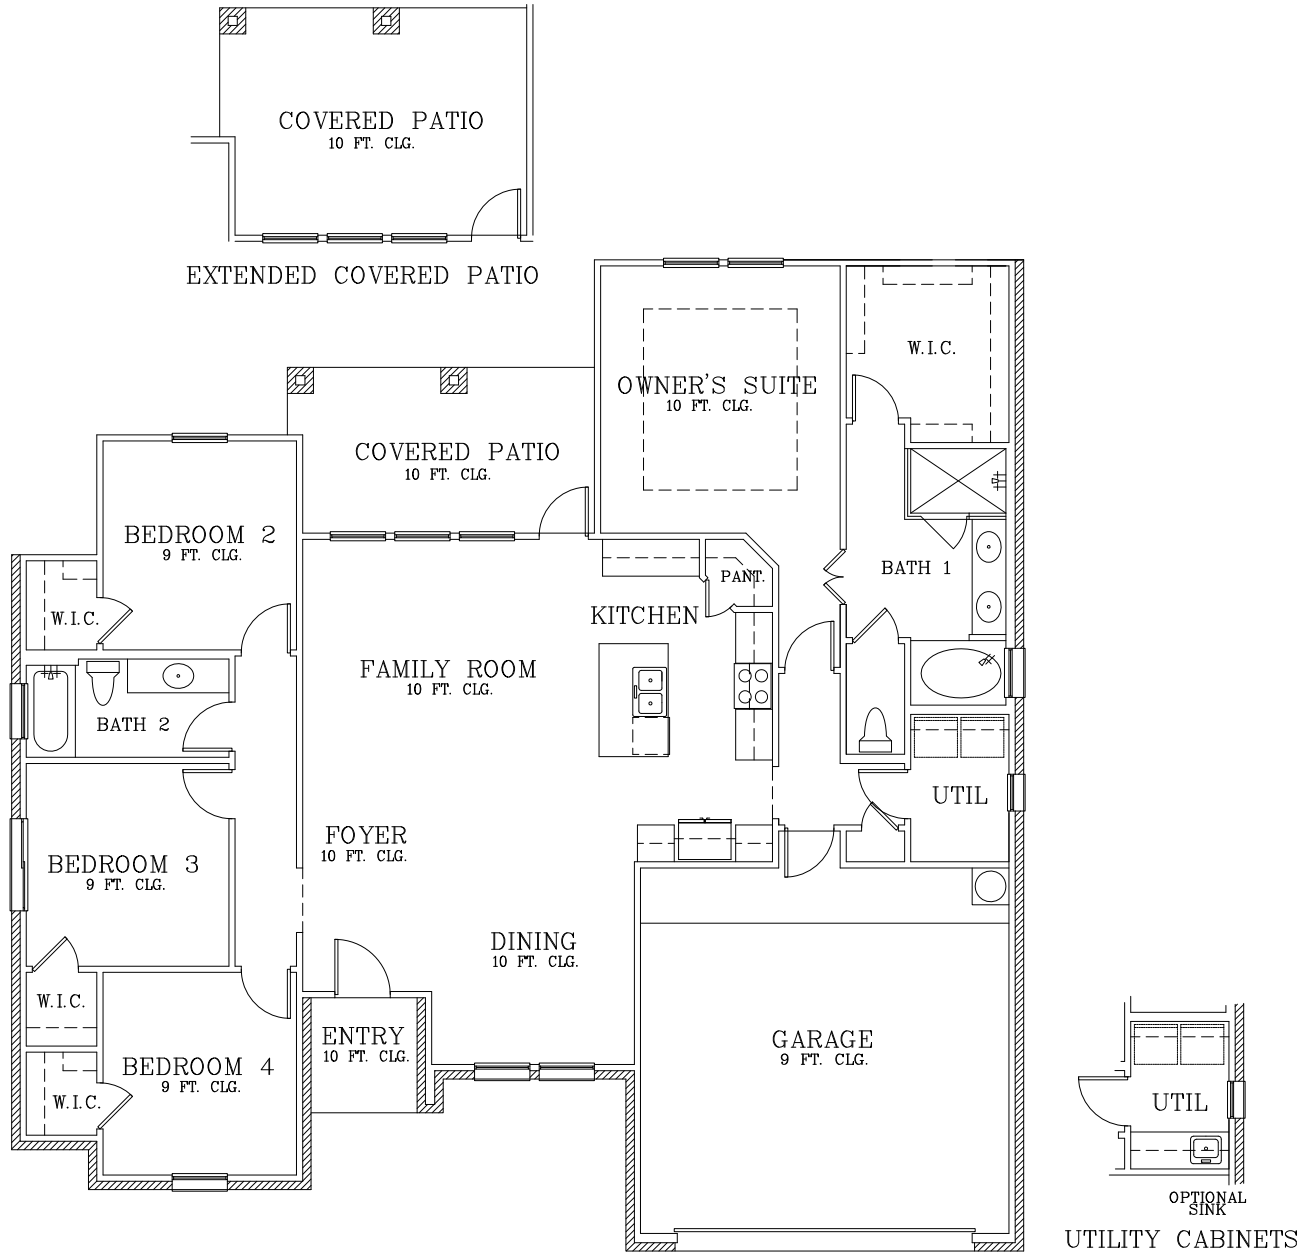 COVERED PATIO
10 FT. CLG.
EXTENDED COVERED PATIO
W.I.C.
OWNER'S SUITE
10 FT. CLG.
COVERED PATIO
10 FT. CLG.
BEDROOM 2
9 FT. CLG.
BATH 1
PANT.
W.I.C.
KITCHEN
FAMILY ROOM
10 FT. CLG.
BATH 2
UTIL
FOYER
10 FT. CLG.
BEDROOM 3
9 FT. CLG.
DINING
10 FT. CLG.
W.I.C.
ENTRY
10 FT. CLG.
GARAGE
9 FT. CLG.
BEDROOM 4
9 FT. CLG.
W.I.C.
UTIL
OPTIONAL
SINK
UTILITY CABINETS